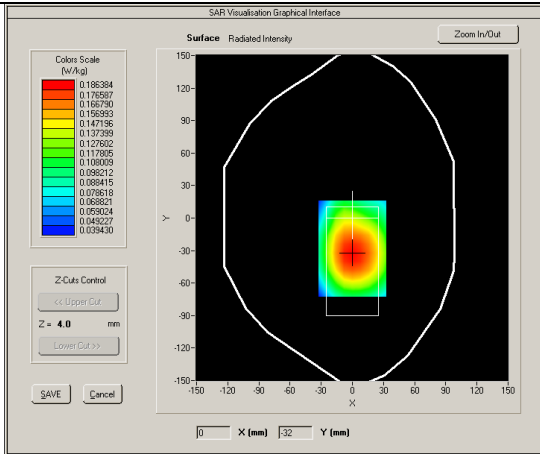 SAR Visualisation Graphical Interface
Surface Radiated Intensity
Zoom In/Out
Colors Scale
(W/kg)
0.186384
0.176587
0.166790
0.156993
0.147196
0.137399
0.127602
0.117805
0.108009
0.098212
0.088415
0.078618
0.068821
0.059024
0.049227
0.039430
Z-Cuts Control
<< Upper Cut
Z = 4.0 mm
Lower Cut >>
SAVE
Cancel
150-
120-
90-
60-
30-
0-
-30-
-60-
-90-
-120-
-150-
Y
-150 -120 -90 -60 -30 0 30 60 90 120 150
X
0 X (mm) -32 Y (mm)